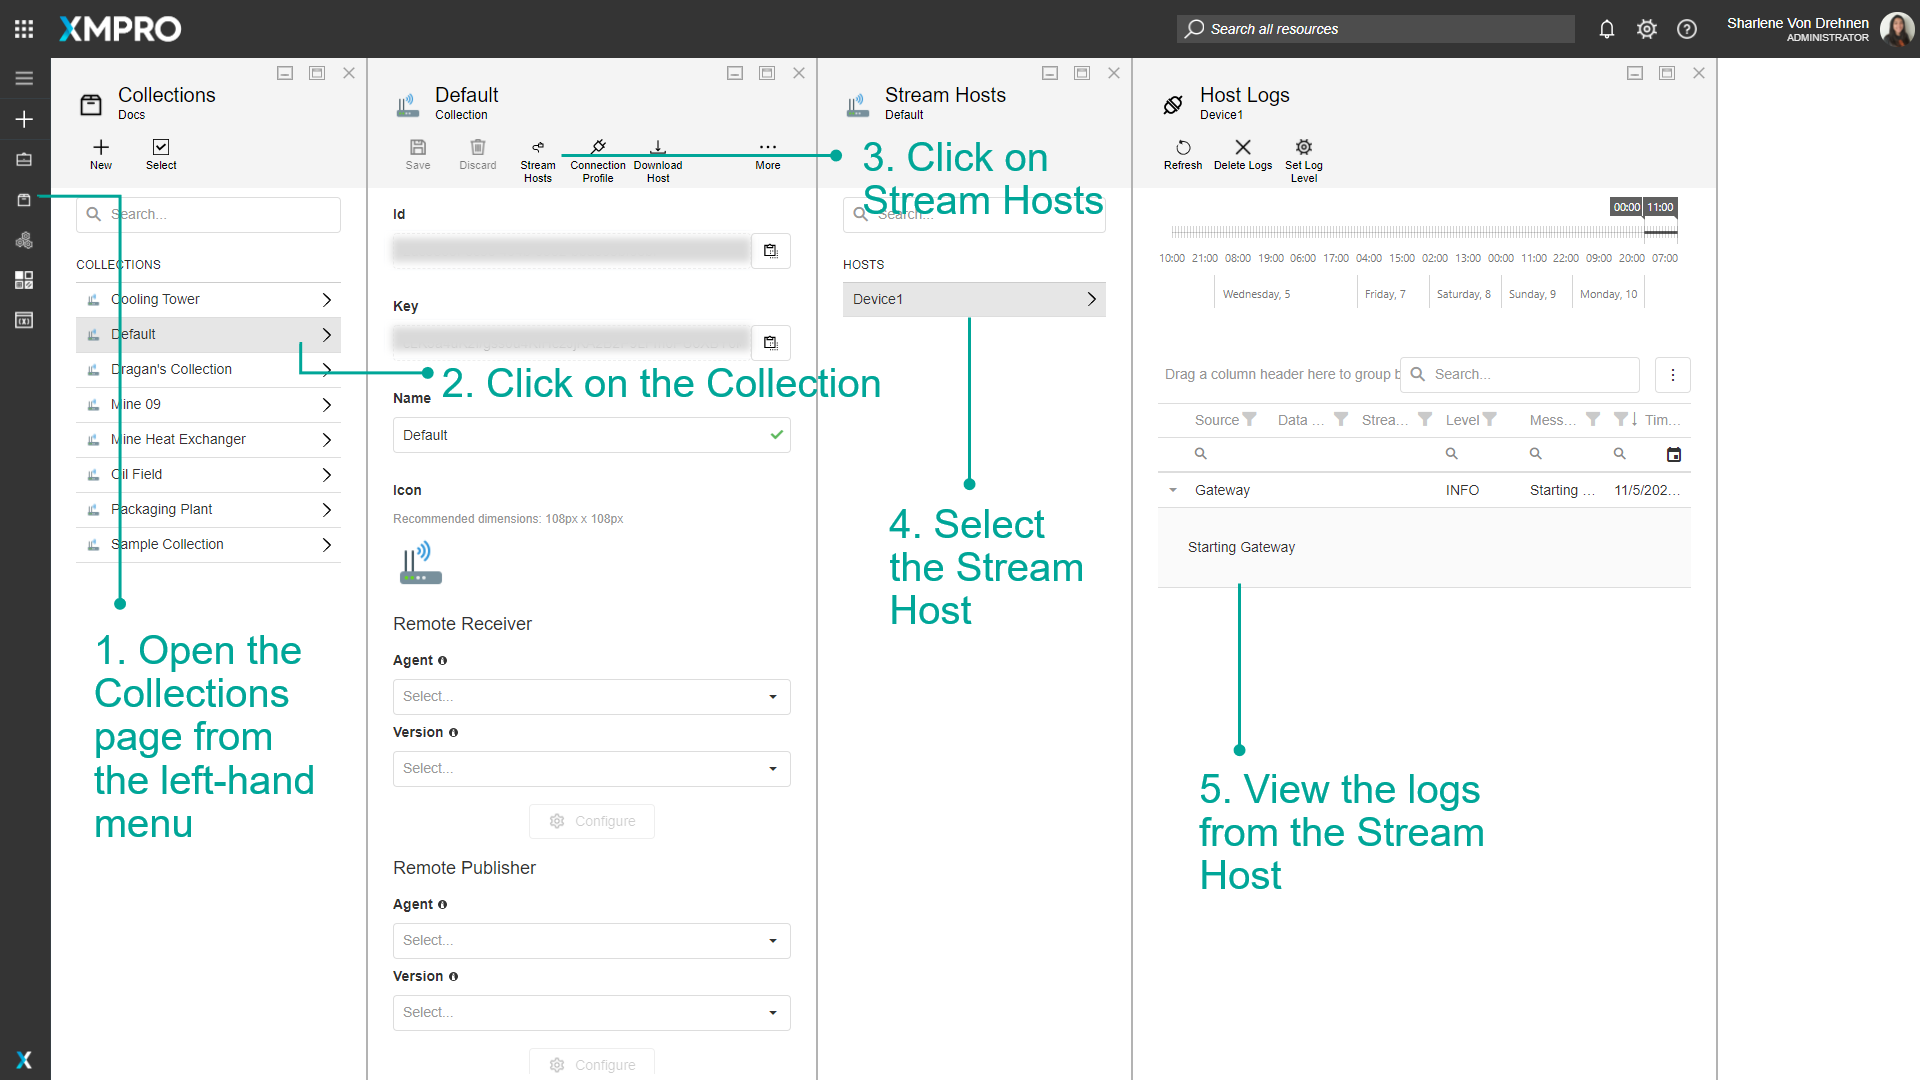 XMPRO
Search all resources
Sharlene Von Drehnen
ADMINISTRATOR
Collections
Docs
New
Select
Search...
COLLECTIONS
Cooling Tower
Default
Dragan's Collection
Mine 09
Mine Heat Exchanger
Oil Field
Packaging Plant
Sample Collection
1. Open the
Collections
page from
the left-hand
menu
Default
Collection
Save
Discard
Stream
Hosts
Connection
Profile
Download
Host
More
Id
Key
2. Click on the Collection
Name
Default
Icon
Recommended dimensions: 108px x 108px
Remote Receiver
Agent
Select...
Version
Select...
Configure
Remote Publisher
Agent
Select...
Version
Select...
Configure
Stream Hosts
Default
3. Click on
Stream Hosts
Search...
HOSTS
Device1
4. Select
the Stream
Host
Host Logs
Device1
Refresh
Delete Logs
Set Log
Level
00:00 11:00
10:00 21:00 08:00 19:00 06:00 17:00 04:00 15:00 02:00 13:00 00:00 11:00 22:00 09:00 20:00 07:00
Wednesday, 5 Friday, 7 Saturday, 8 Sunday, 9 Monday, 10
Drag a column header here to group b
Search...
Source Data ... Strea... Level Mess... Tim...
Gateway INFO Starting ... 11/5/202...
Starting Gateway
5. View the logs
from the Stream
Host